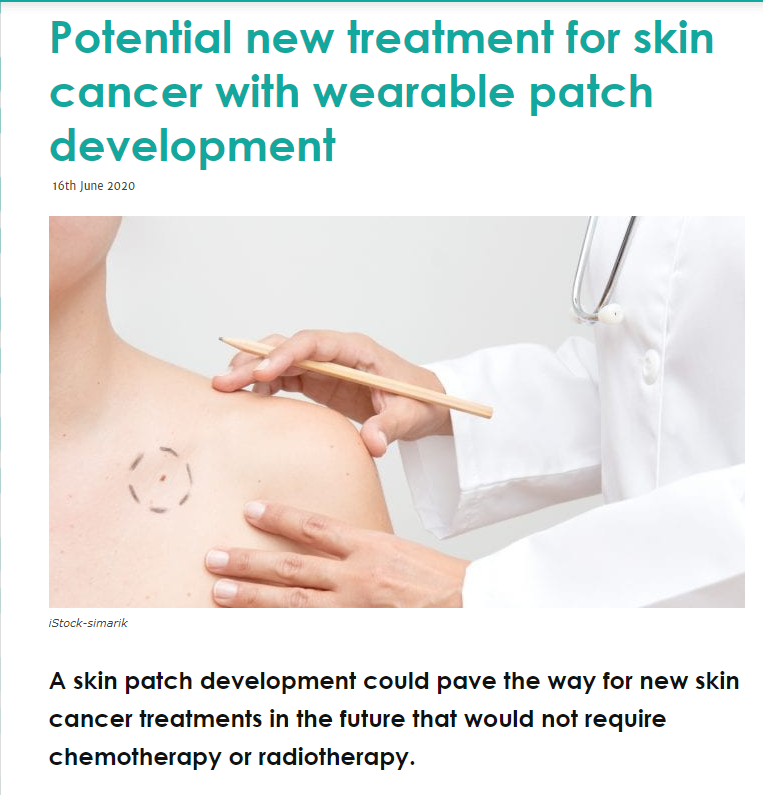 Potential new treatment for skin
cancer with wearable patch
development
16th June 2020
iStock-simarik
A skin patch development could pave the way for new skin
cancer treatments in the future that would not require
chemotherapy or radiotherapy.